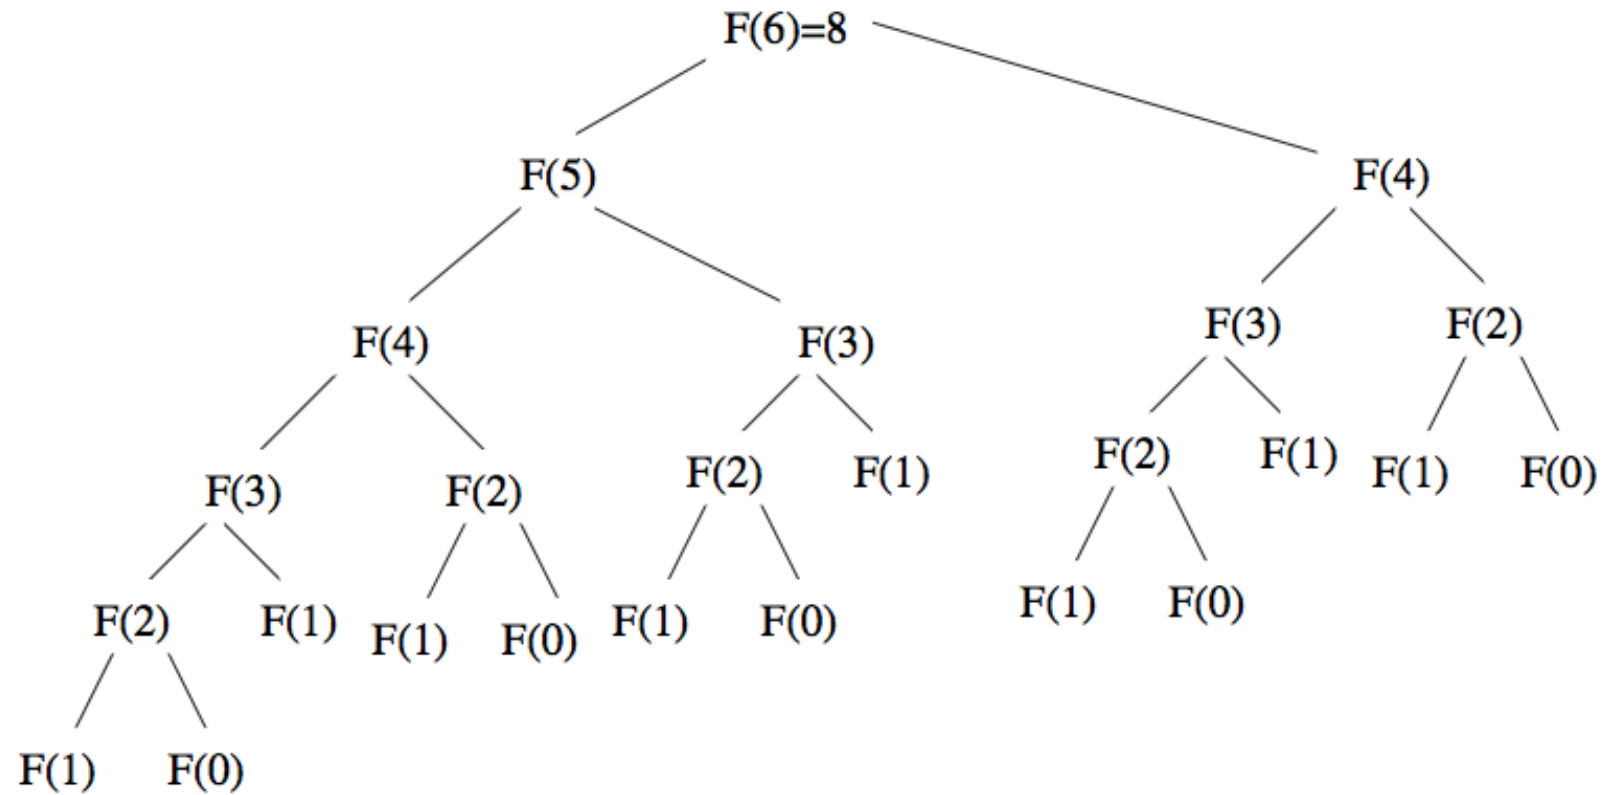 F(6)=8
F(5) F(4)
F(4) F(3) F(3) F(2)
F(3) F(2) F(2) F(1) F(2) F(1) F(1) F(0)
F(2) F(1) F(1) F(0) F(1) F(0) F(1) F(0)
F(1) F(0)